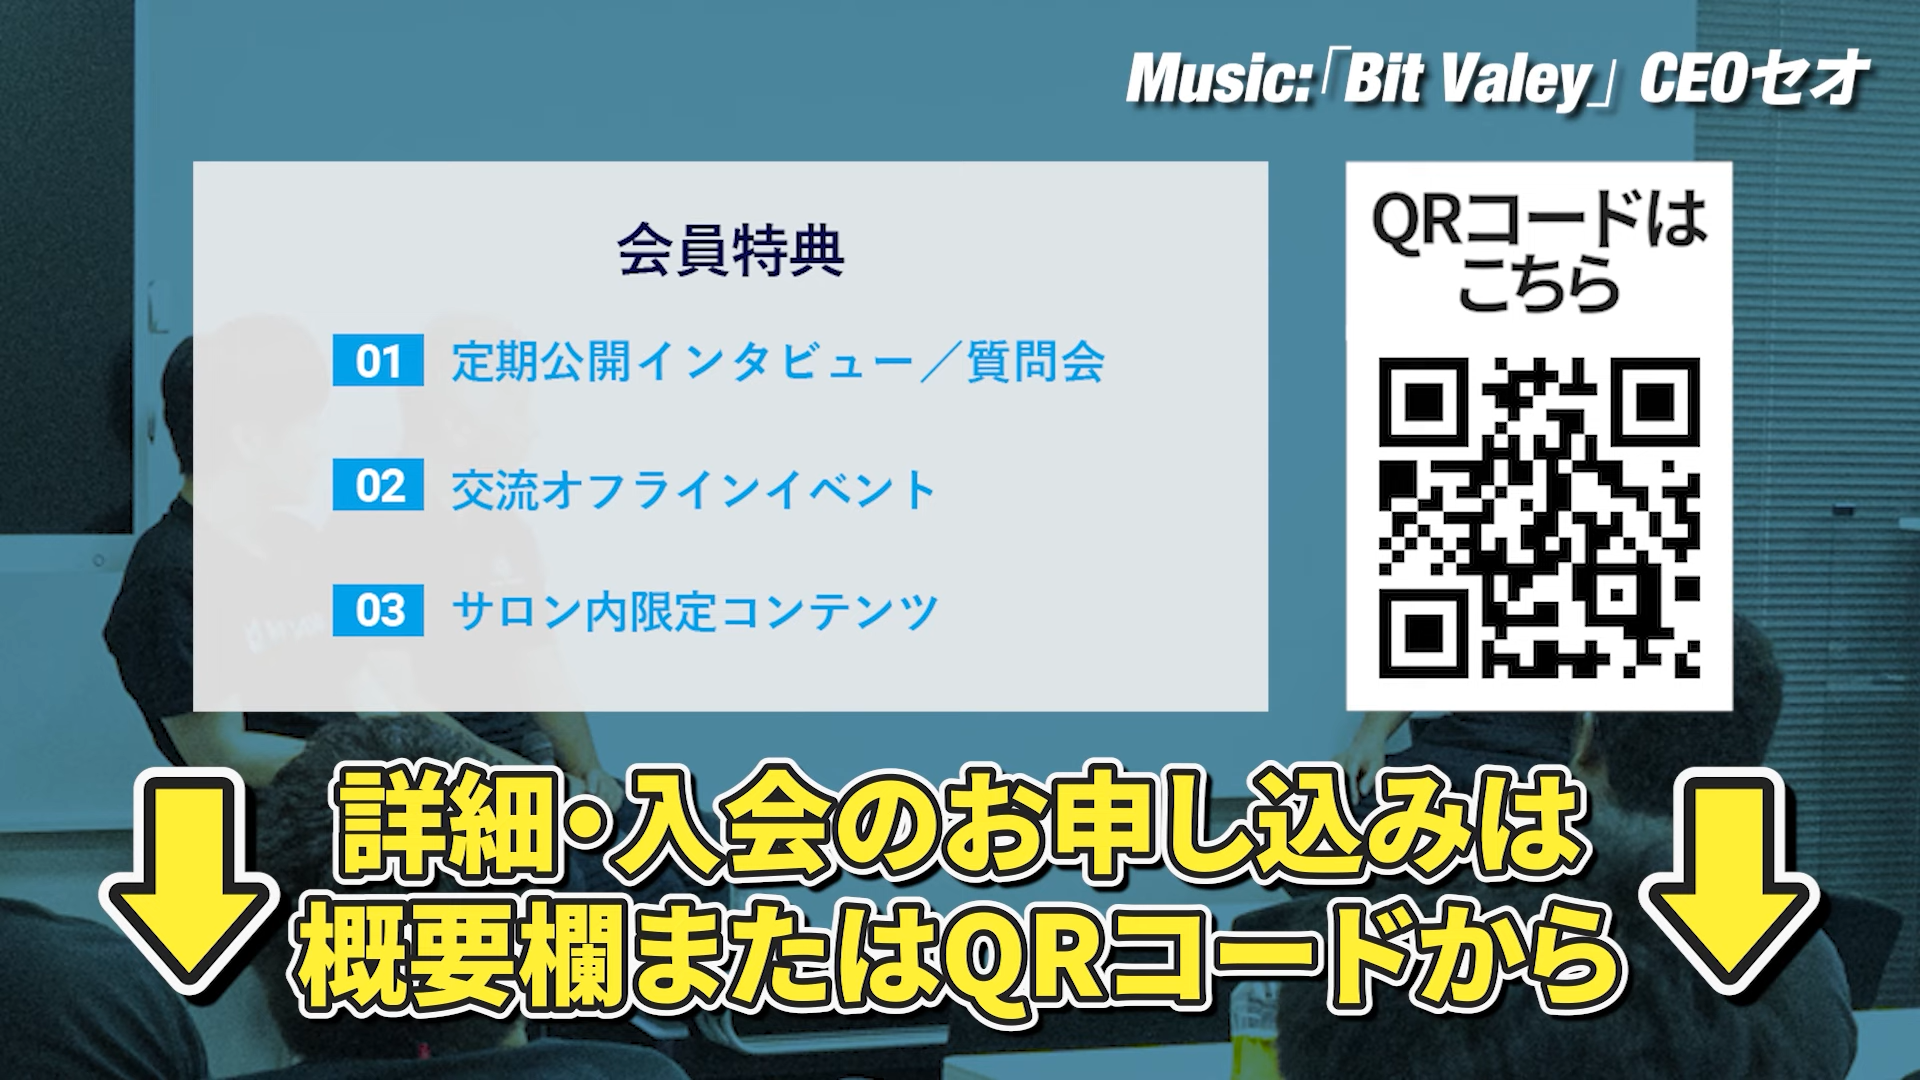 Music:「Bit Valey」 CEOセオ
会員特典
01 定期公開インタビュー／質問会
02 交流オフラインイベント
03 サロン内限定コンテンツ
QRコードは
こちら
詳細・入会のお申し込みは
概要欄またはQRコードから